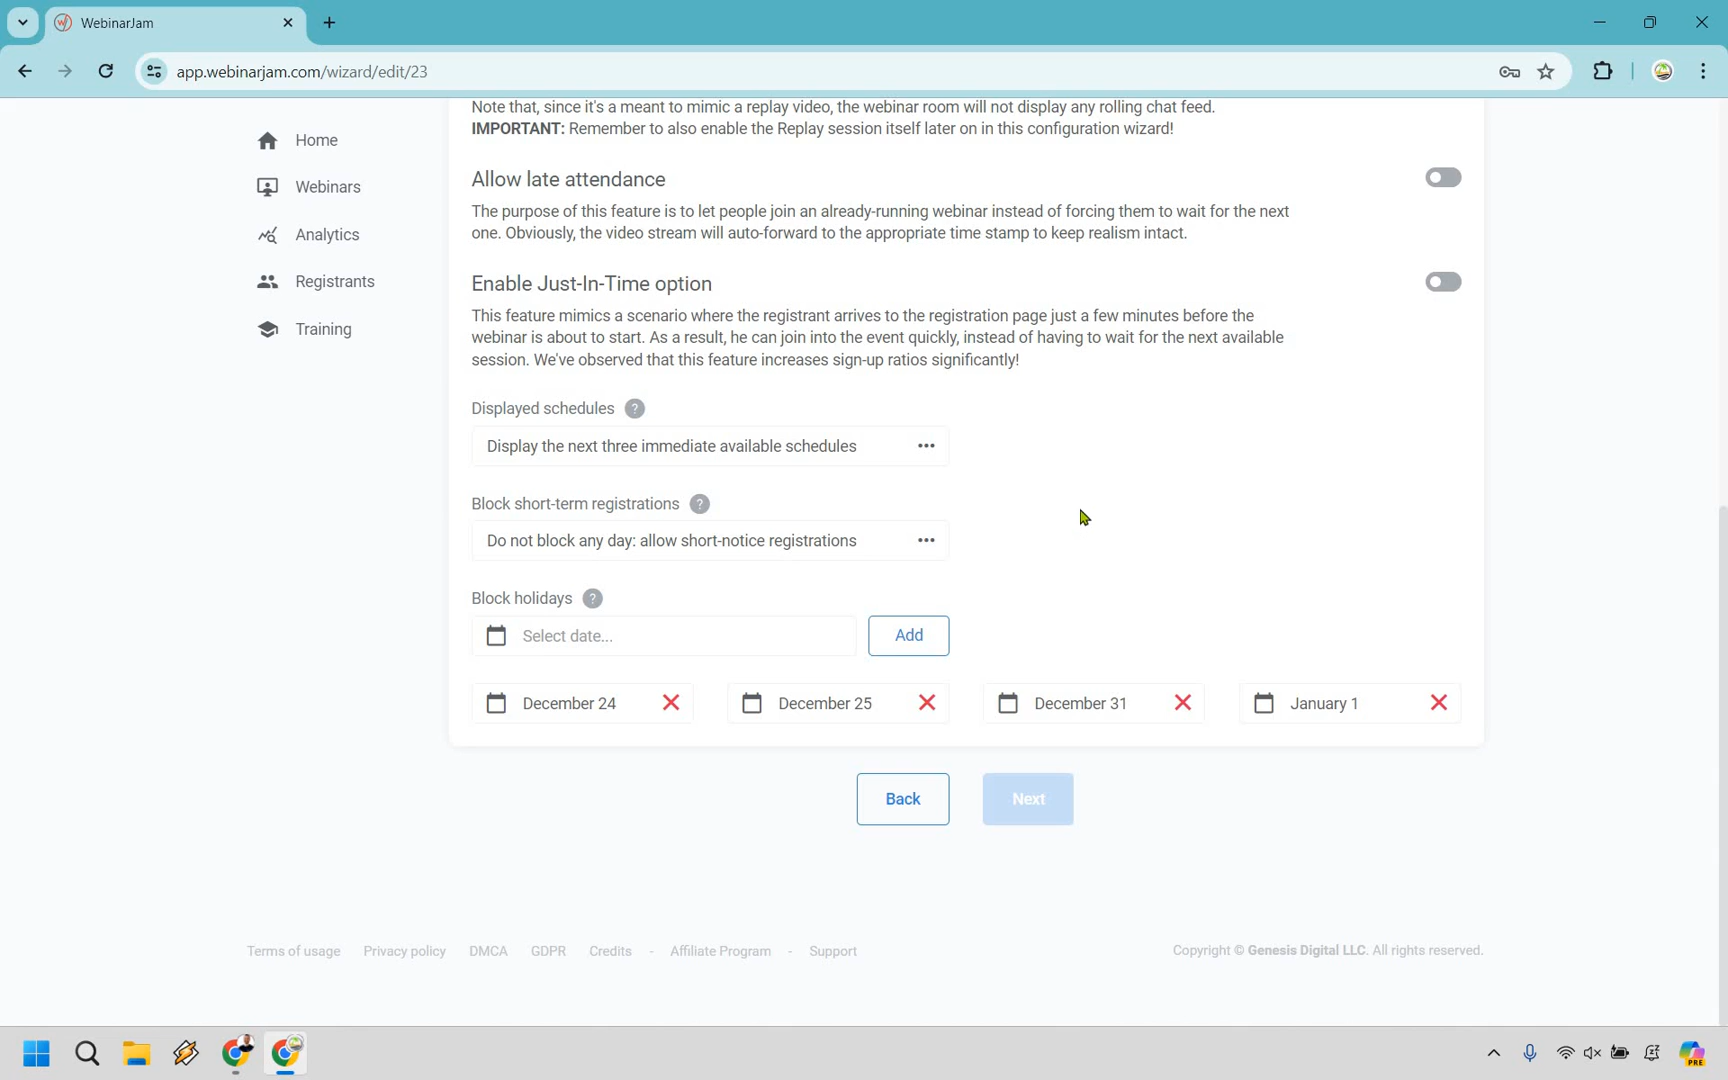 WebinarJam
app.webinarjam.com/wizard/edit/23
Home
Webinars
Analytics
Registrants
Training
Note that, since it's a meant to mimic a replay video, the webinar room will not display any rolling chat feed.
IMPORTANT: Remember to also enable the Replay session itself later on in this configuration wizard!
Allow late attendance
The purpose of this feature is to let people join an already-running webinar instead of forcing them to wait for the next
one. Obviously, the video stream will auto-forward to the appropriate time stamp to keep realism intact.
Enable Just-In-Time option
This feature mimics a scenario where the registrant arrives to the registration page just a few minutes before the
webinar is about to start. As a result, he can join into the event quickly, instead of having to wait for the next available
session. We've observed that this feature increases sign-up ratios significantly!
Displayed schedules ?
Display the next three immediate available schedules •••
Block short-term registrations ?
Do not block any day: allow short-notice registrations •••
Block holidays ?
Select date... Add
December 24 December 25 December 31 January 1
Back Next
Terms of usage Privacy policy DMCA GDPR Credits - Affiliate Program - Support
Copyright © Genesis Digital LLC. All rights reserved.
PRE